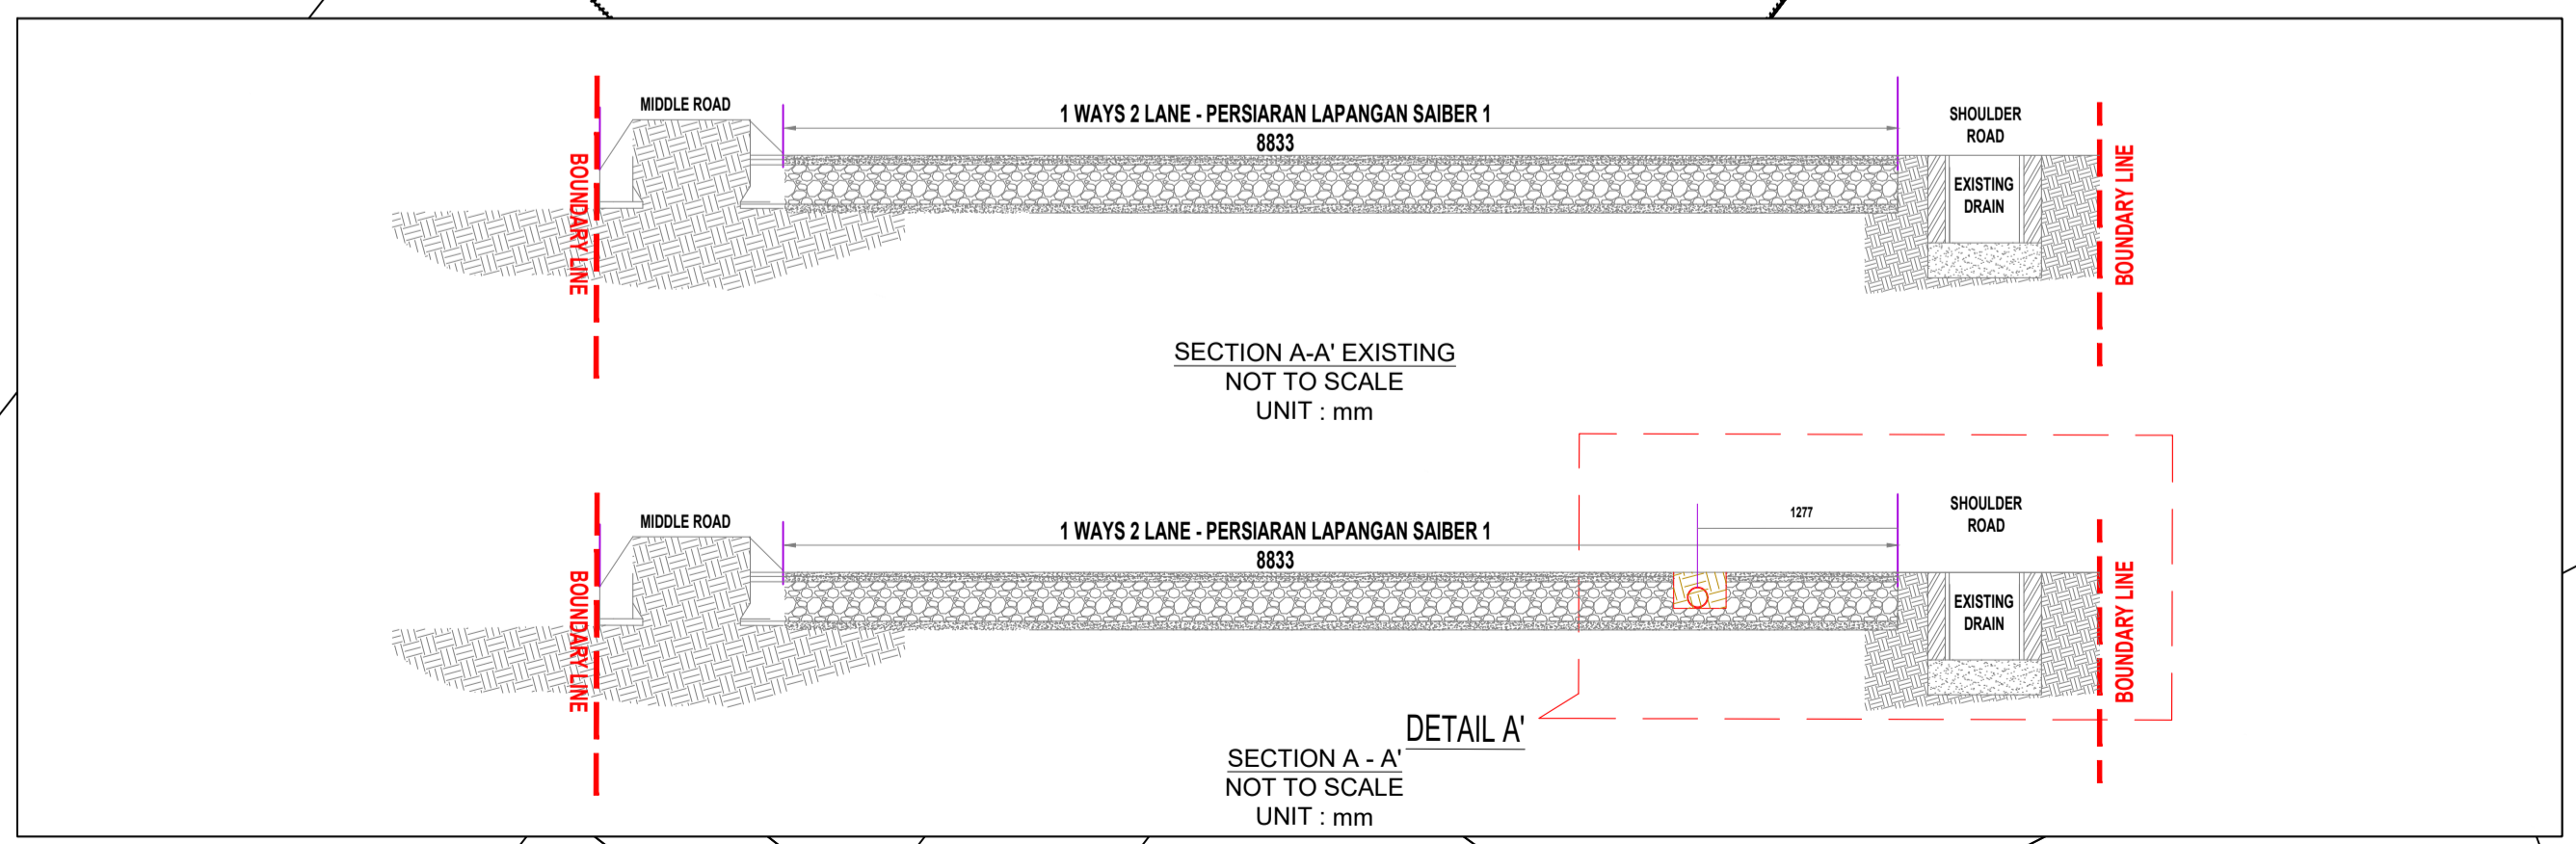 MIDDLE ROAD
1 WAYS 2 LANE - PERSIARAN LAPANGAN SAIBER 1
8833
SHOULDER
ROAD
EXISTING
DRAIN
BOUNDARY LINE
BOUNDARY LINE
SECTION A-A' EXISTING
NOT TO SCALE
UNIT : mm
MIDDLE ROAD
1 WAYS 2 LANE - PERSIARAN LAPANGAN SAIBER 1
8833
1277
SHOULDER
ROAD
EXISTING
DRAIN
BOUNDARY LINE
BOUNDARY LINE
DETAIL A'
SECTION A - A'
NOT TO SCALE
UNIT : mm